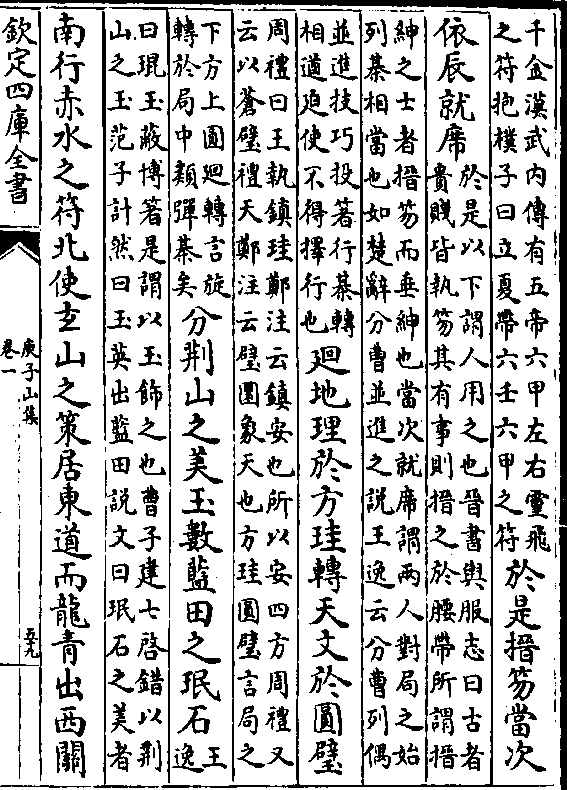 千金漢武內傳有五帝六甲左右靈飛
之符抱樸子曰立夏帶六壬六甲之符
於是搢笏當次
依辰就席
於是以下謂人用之也晉書輿服志曰古者
貴賤皆執笏其有事則搢之於腰帶所謂搢
紳之士者搢笏而垂紳也當次就席謂兩人對局之始
列棊相當也如楚辭分曹並進之說王逸云分曹列偶
並進技巧投箸行棊轉
相遒迫使不得擇行也
廻地理於方珪轉天文於圓璧
周禮曰王執鎮珪鄭注云鎮安也所以安四方周禮又
云以蒼璧禮天鄭注云璧圜象天也方珪圓璧言局之
下方上圓廻轉言旋
轉於局中類彈棊矣
分荆山之美玉數藍田之珉石
王
逸
曰琨玉蔽博箸是謂以玉飾之也曹子建七啓錯以荆
山之玉范子計然曰玉英出藍田説文曰珉石之美者
南行赤水之符北使玄山之策居東道而龍青出西關
欽定四庫全書
庾子山集
卷一
五九